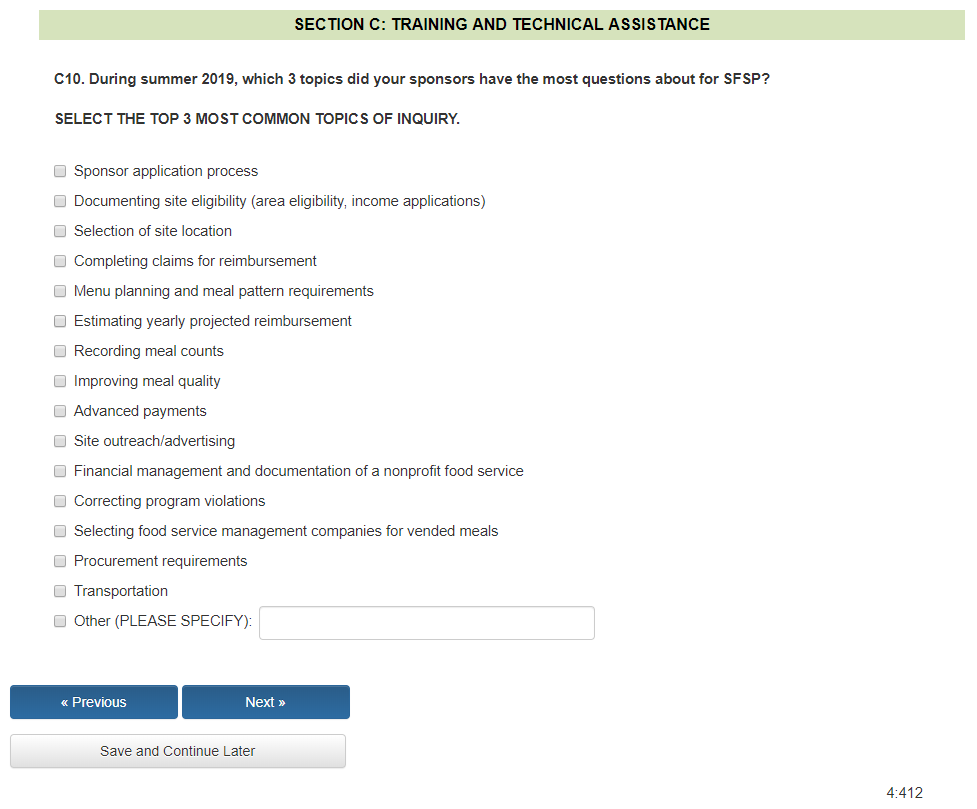 SECTION C: TRAINING AND TECHNICAL ASSISTANCE
C10. During summer 2019, which 3 topics did your sponsors have the most questions about for SFSP?
SELECT THE TOP 3 MOST COMMON TOPICS OF INQUIRY.
Sponsor application process
Documenting site eligibility (area eligibility, income applications)
Selection of site location
Completing claims for reimbursement
Menu planning and meal pattern requirements
Estimating yearly projected reimbursement
Recording meal counts
Improving meal quality
Advanced payments
Site outreach/advertising
Financial management and documentation of a nonprofit food service
Correcting program violations
Selecting food service management companies for vended meals
Procurement requirements
Transportation
Other (PLEASE SPECIFY):
« Previous Next »
Save and Continue Later
4:412